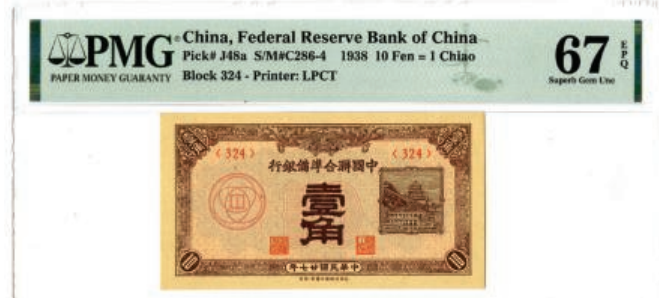 PMG
PAPER MONEY GUARANTY
China, Federal Reserve Bank of China
Pick# J48a S/M#C286-4 1938 10 Fen = 1 Chiao
Block 324 - Printer: LPCT
67 EPQ
Superb Gem Unc
<324> <324>
行銀備準合聯國中
壹角
年七廿國民華中